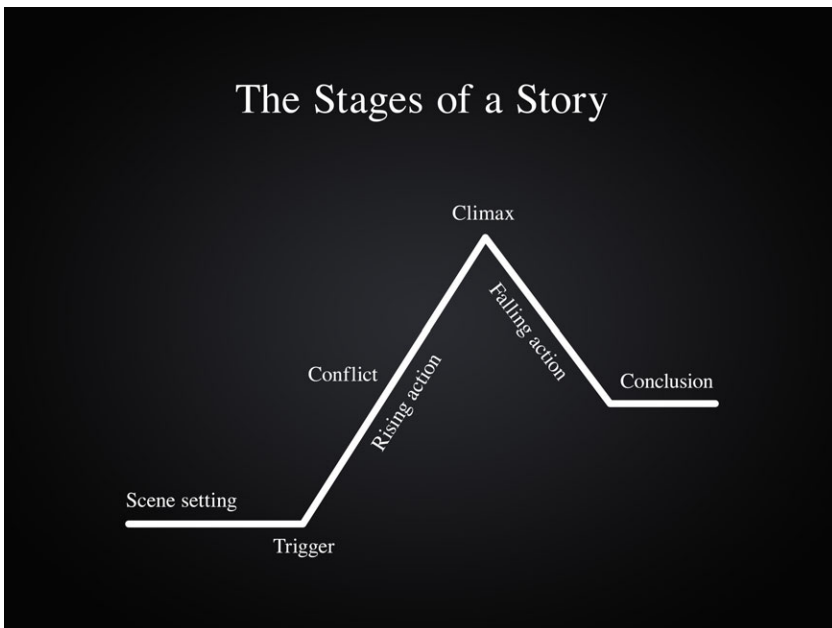 The Stages of a Story
Climax
Falling action
Conflict
Rising action
Conclusion
Scene setting
Trigger